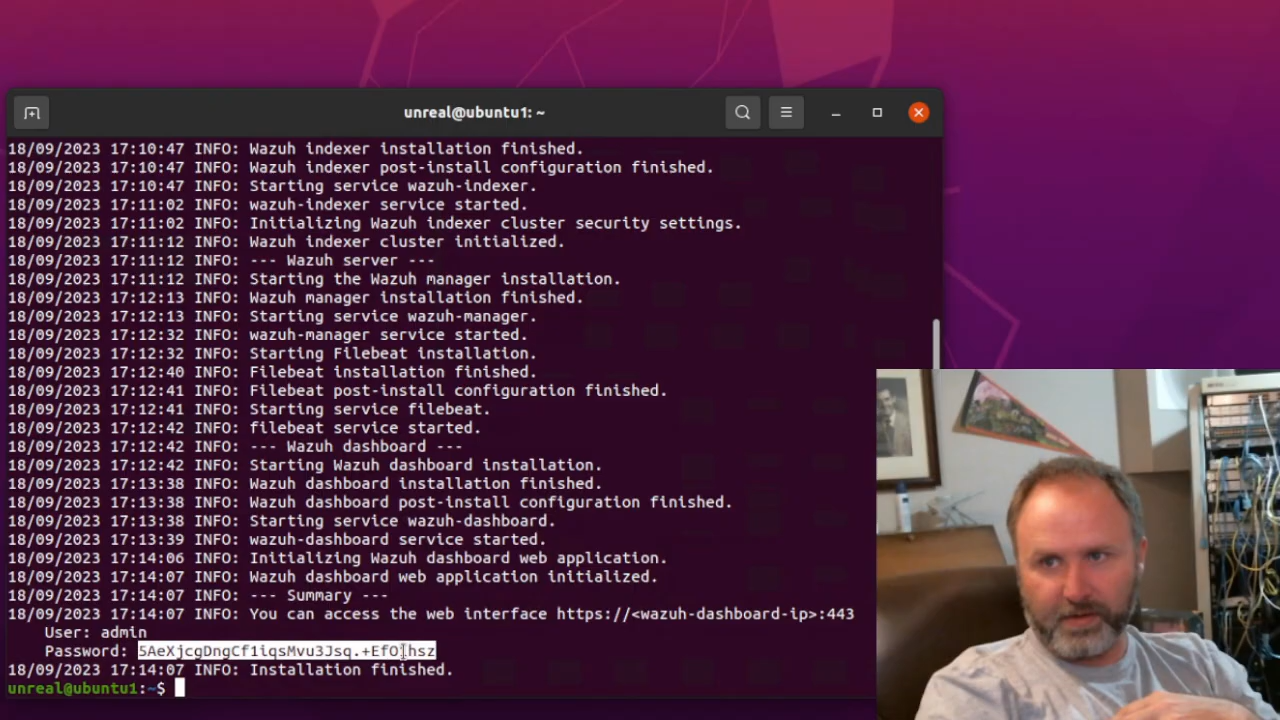 unreal@ubuntu1: ~
18/09/2023 17:10:47 INFO: Wazuh indexer installation finished.
18/09/2023 17:10:47 INFO: Wazuh indexer post-install configuration finished.
18/09/2023 17:10:47 INFO: Starting service wazuh-indexer.
18/09/2023 17:11:02 INFO: wazuh-indexer service started.
18/09/2023 17:11:02 INFO: Initializing Wazuh indexer cluster security settings.
18/09/2023 17:11:12 INFO: Wazuh indexer cluster initialized.
18/09/2023 17:11:12 INFO: --- Wazuh server ---
18/09/2023 17:11:12 INFO: Starting the Wazuh manager installation.
18/09/2023 17:12:13 INFO: Wazuh manager installation finished.
18/09/2023 17:12:13 INFO: Starting service wazuh-manager.
18/09/2023 17:12:32 INFO: wazuh-manager service started.
18/09/2023 17:12:32 INFO: Starting Filebeat installation.
18/09/2023 17:12:40 INFO: Filebeat installation finished.
18/09/2023 17:12:41 INFO: Filebeat post-install configuration finished.
18/09/2023 17:12:41 INFO: Starting service filebeat.
18/09/2023 17:12:42 INFO: filebeat service started.
18/09/2023 17:12:42 INFO: --- Wazuh dashboard ---
18/09/2023 17:12:42 INFO: Starting Wazuh dashboard installation.
18/09/2023 17:13:38 INFO: Wazuh dashboard installation finished.
18/09/2023 17:13:38 INFO: Wazuh dashboard post-install configuration finished.
18/09/2023 17:13:38 INFO: Starting service wazuh-dashboard.
18/09/2023 17:13:39 INFO: wazuh-dashboard service started.
18/09/2023 17:14:06 INFO: Initializing Wazuh dashboard web application.
18/09/2023 17:14:07 INFO: Wazuh dashboard web application initialized.
18/09/2023 17:14:07 INFO: --- Summary ---
18/09/2023 17:14:07 INFO: You can access the web interface https://<wazuh-dashboard-ip>:443
User: admin
Password:
18/09/2023 17:14:07 INFO: Installation finished.
unreal@ubuntu1:~$